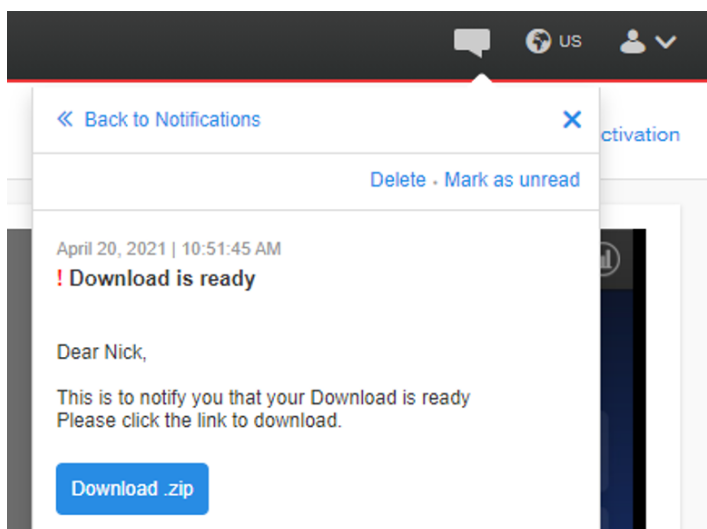 US
Back to Notifications
ctivation
Delete • Mark as unread
April 20, 2021 | 10:51:45 AM
! Download is ready
Dear Nick,
This is to notify you that your Download is ready
Please click the link to download.
Download .zip